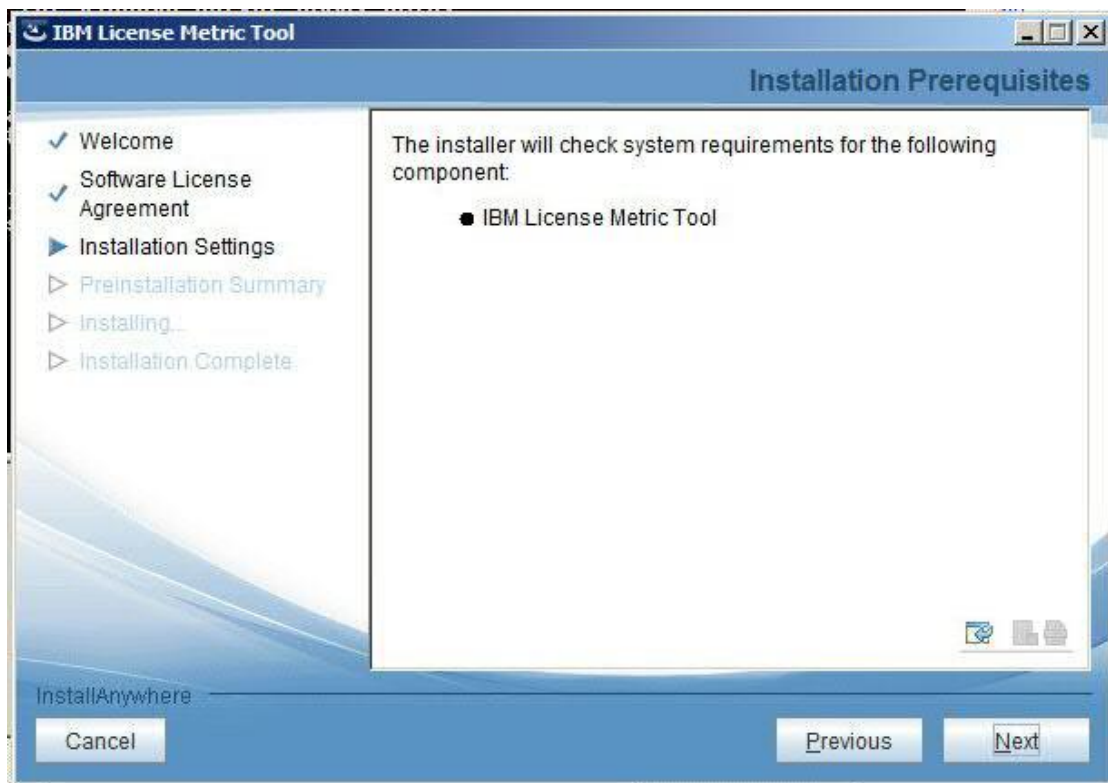 IBM License Metric Tool
Installation Prerequisites
Welcome
Software License
Agreement
Installation Settings
Preinstallation Summary
Installing...
Installation Complete
The installer will check system requirements for the following
component:
IBM License Metric Tool
InstallAnywhere
Cancel
Previous
Next